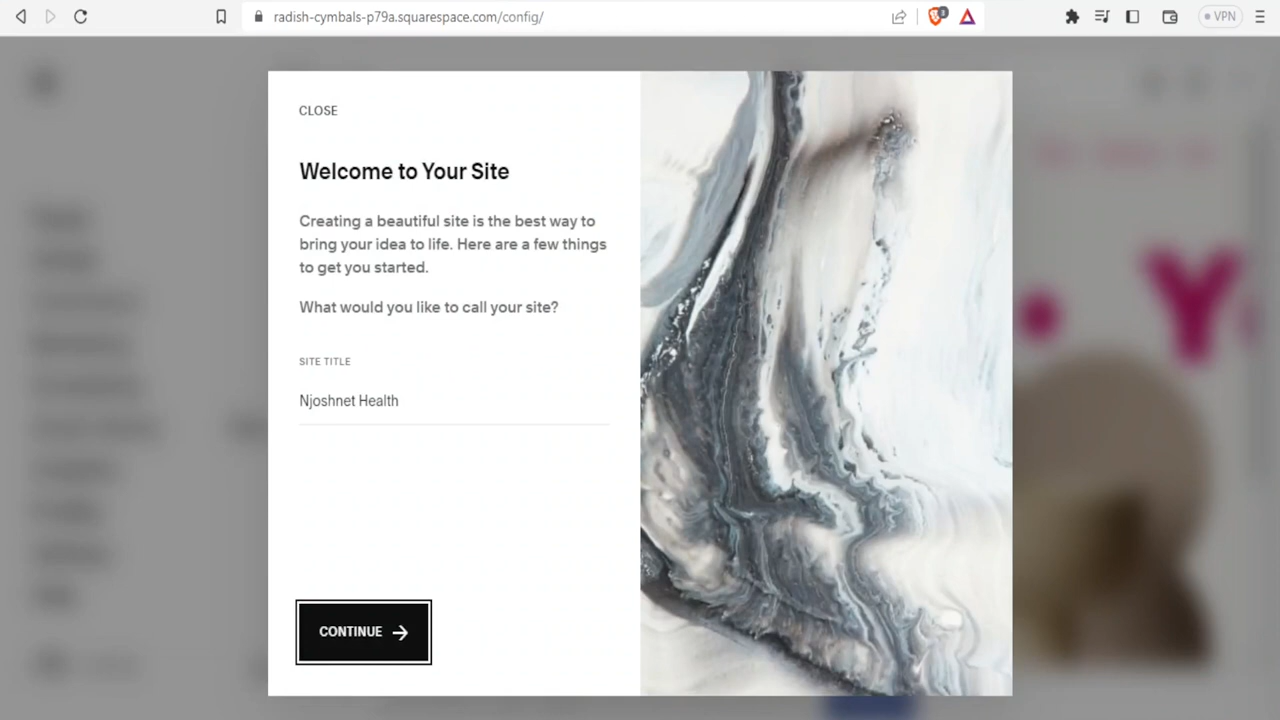 radish-cymbals-p79a.squarespace.com/config/
3
VPN
CLOSE
Welcome to Your Site
Creating a beautiful site is the best way to
bring your idea to life. Here are a few things
to get you started.
What would you like to call your site?
SITE TITLE
Njoshnet Health
CONTINUE
Y